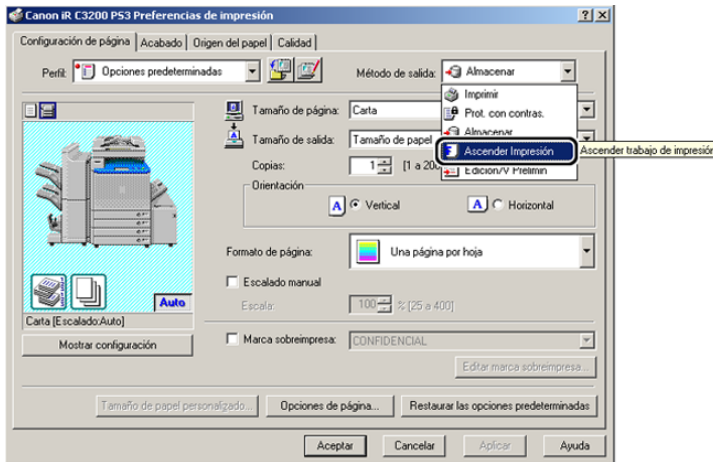 Canon iR C3200 PS3 Preferencias de impresión
Configuración de página Acabado Origen del papel Calidad
Perfil: Opciones predeterminadas Método de salida: Almacenar
Imprimir
Tamaño de página: Carta Prot. con contras.
Almacenar
Tamaño de salida: Tamaño de papel Ascender Impresión Ascender trabajo de impresión
Copias: 1 [1 a 200 Edición/V Prelimin
Orientación
A Vertical A Horizontal
Formato de página: Una página por hoja
Escalado manual
Auto Escala: 100 % [25 a 400]
Carta [Escalado:Auto]
Mostrar configuración Marca sobreimpresa: CONFIDENCIAL
Editar marca sobreimpresa...
Tamaño de papel personalizado... Opciones de página... Restaurar las opciones predeterminadas
Aceptar Cancelar Aplicar Ayuda